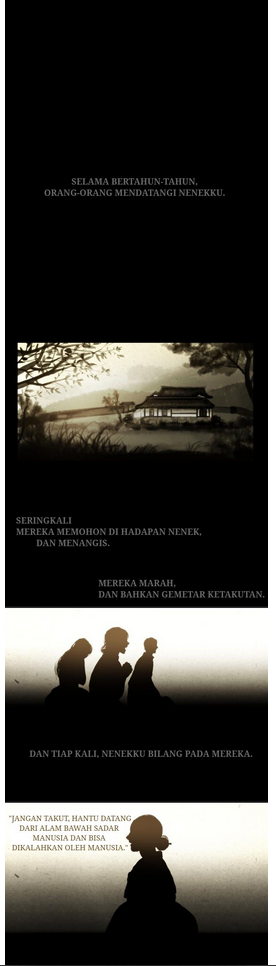 SELAMA BERTAHUN-TAHUN,
ORANG-ORANG MENDATANGI NENEKKU.
SERINGKALI
MEREKA MEMOHON DI HADAPAN NENEK,
DAN MENANGIS.
MEREKA MARAH,
DAN BAHKAN GEMETAR KETAKUTAN.
DAN TIAP KALI, NENEKKU BILANG PADA MEREKA.
"JANGAN TAKUT, HANTU DATANG
DARI ALAM BAWAH SADAR
MANUSIA DAN BISA
DIKALAHKAN OLEH MANUSIA."